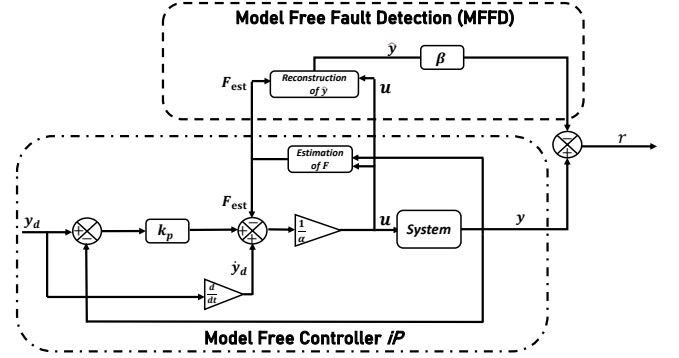 Model Free Fault Detection (MFFD)
ŷ
β
F_est
Reconstruction
of ŷ
u
Estimation
of F
r
F_est
y_d
+
−
k_p
+
−
+
1/α
u
System
y
−
+
ẏ_d
d/dt
Model Free Controller iP